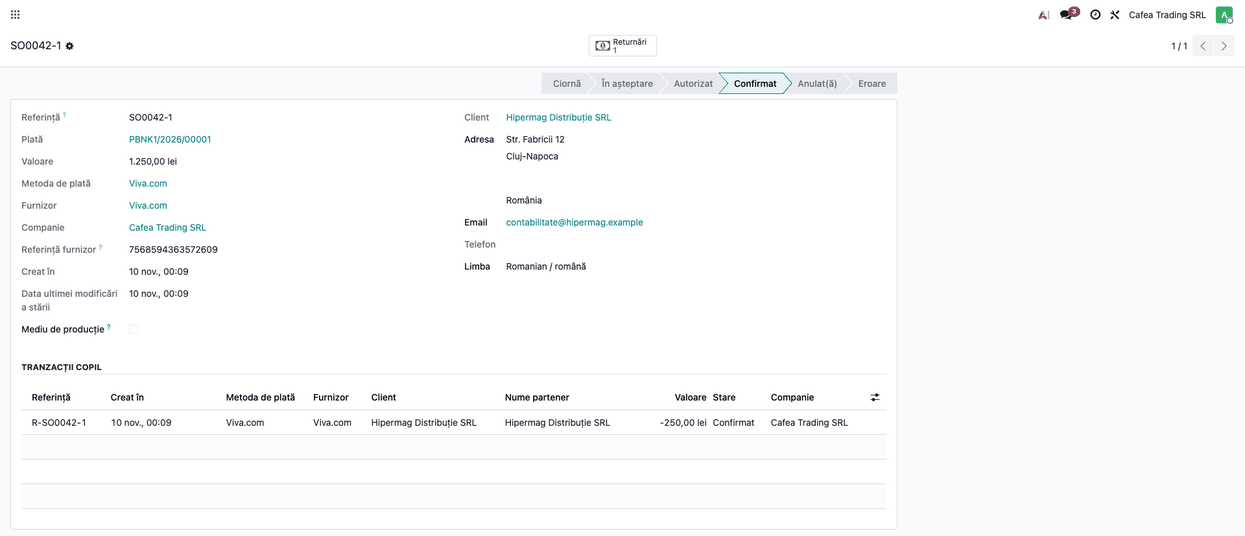 Cafea Trading SRL
3
A
SO0042-1
Returnări
1
1 / 1
Ciornă
În așteptare
Autorizat
Confirmat
Anulat(ă)
Eroare
Referință ?
SO0042-1
Plată
PBNK1/2026/00001
Valoare
1.250,00 lei
Metoda de plată
Viva.com
Furnizor
Viva.com
Companie
Cafea Trading SRL
Referință furnizor ?
7568594363572609
Creat în
10 nov., 00:09
Data ultimei modificări
a stării
10 nov., 00:09
Mediu de producție ?
Client
Hipermag Distribuție SRL
Adresa
Str. Fabricii 12
Cluj-Napoca
România
Email
contabilitate@hipermag.example
Telefon
Limba
Romanian / română
TRANZACȚII COPIL
Referință Creat în Metoda de plată Furnizor Client Nume partener Valoare Stare Companie
R-SO0042-1 10 nov., 00:09 Viva.com Viva.com Hipermag Distribuție SRL Hipermag Distribuție SRL -250,00 lei Confirmat Cafea Trading SRL